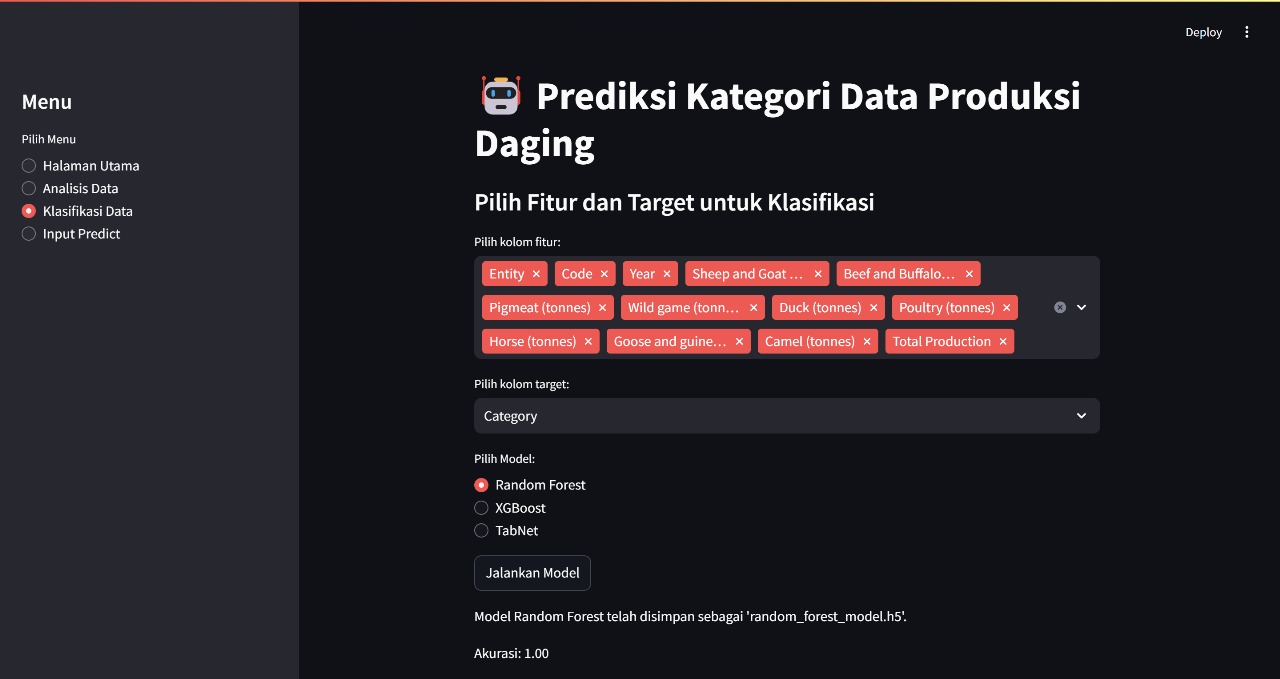 Deploy
Menu
Pilih Menu
Halaman Utama
Analisis Data
Klasifikasi Data
Input Predict
Prediksi Kategori Data Produksi
Daging
Pilih Fitur dan Target untuk Klasifikasi
Pilih kolom fitur:
Entity × Code × Year × Sheep and Goat ... × Beef and Buffalo... ×
Pigmeat (tonnes) × Wild game (tonn... × Duck (tonnes) × Poultry (tonnes) ×
Horse (tonnes) × Goose and guine... × Camel (tonnes) × Total Production ×
Pilih kolom target:
Category
Pilih Model:
Random Forest
XGBoost
TabNet
Jalankan Model
Model Random Forest telah disimpan sebagai 'random_forest_model.h5'.
Akurasi: 1.00